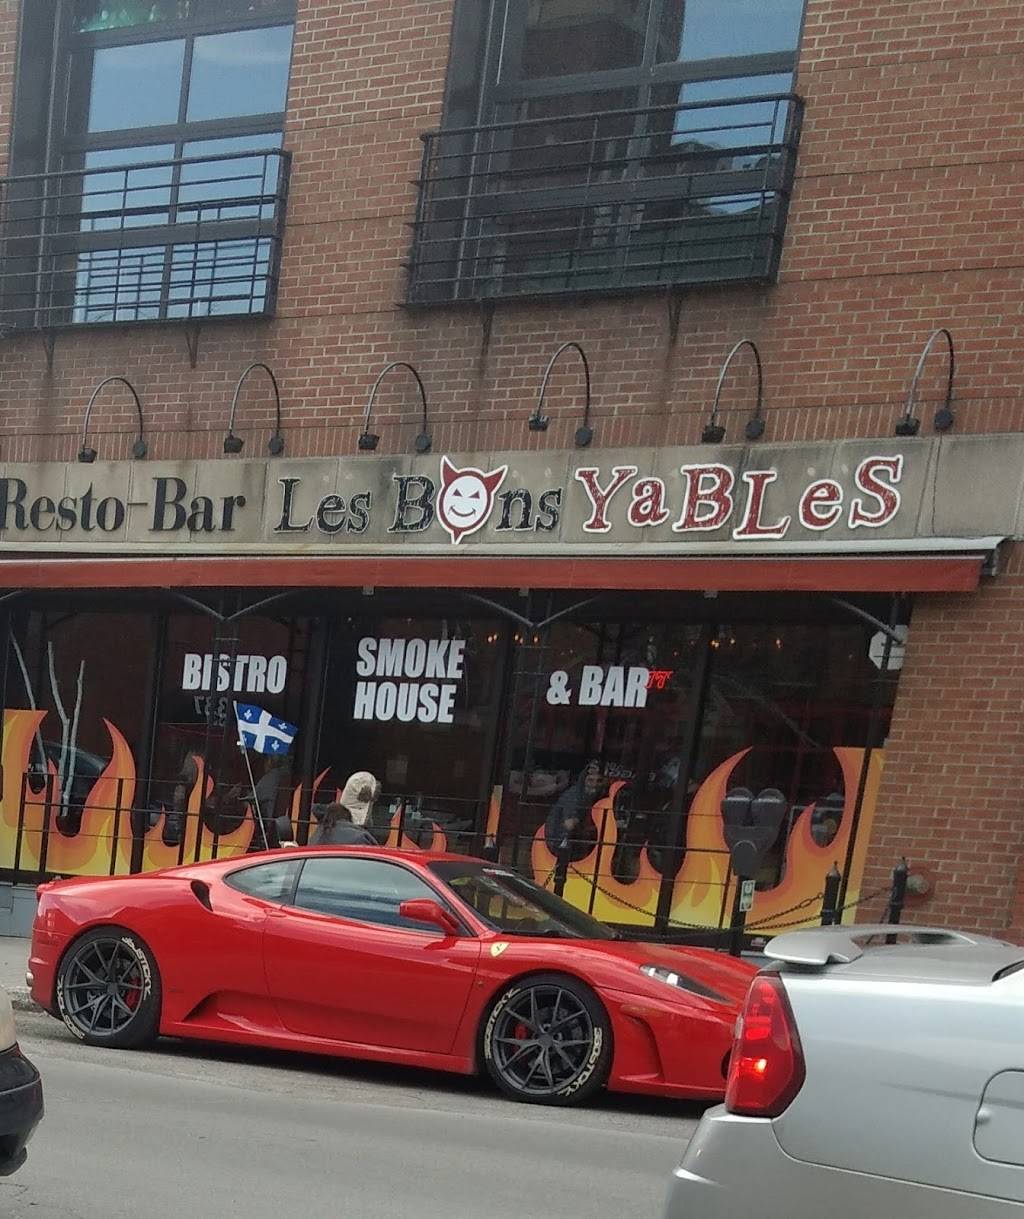 Resto-Bar Les Bons YaBLeS
BISTRO
SMOKE
HOUSE
& BAR